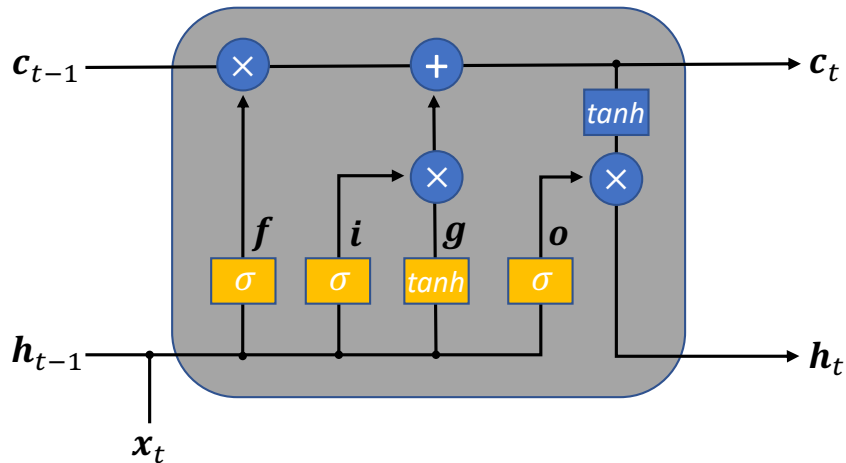 c_{t−1} × + c_t
tanh
× ×
f i g o
σ σ tanh σ
h_{t−1} h_t
x_t